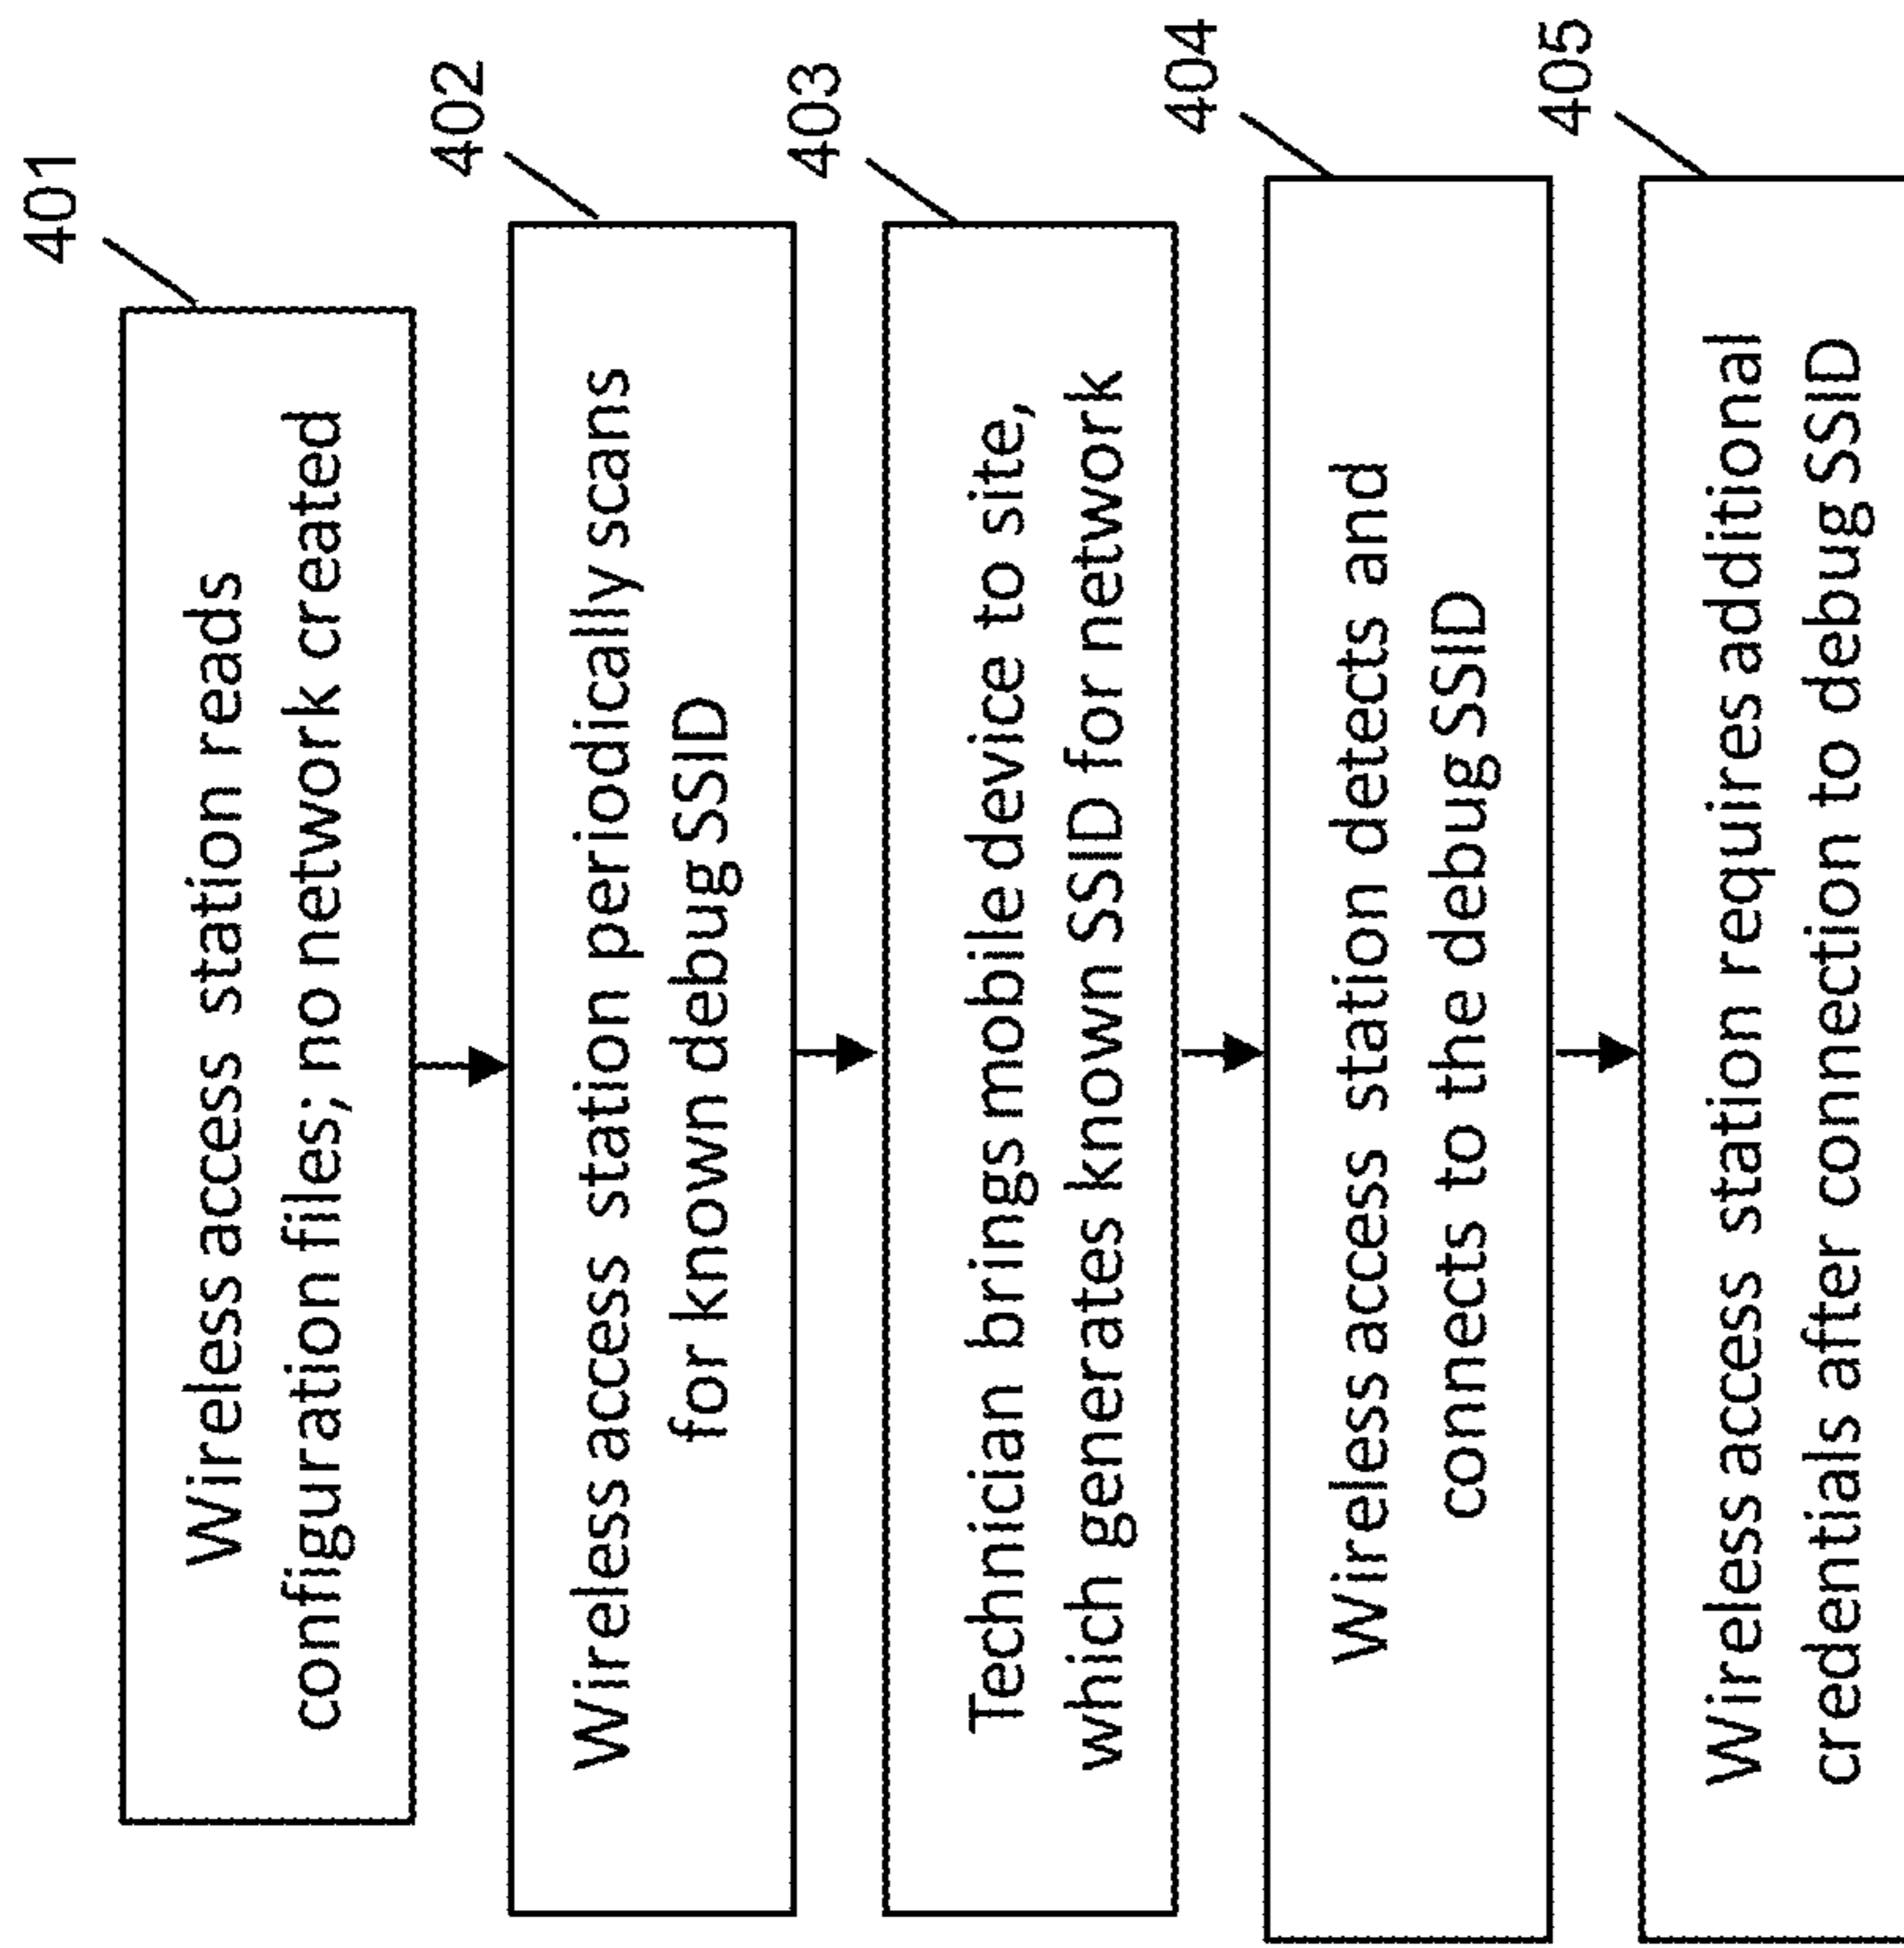 401
Wireless access station reads
configuration files; no network created
402
Wireless access station periodically scans
for known debug SSID
403
Technician brings mobile device to site,
which generates known SSID for network
404
Wireless access station detects and
connects to the debug SSID
405
Wireless access station requires additional
credentials after connection to debug SSID